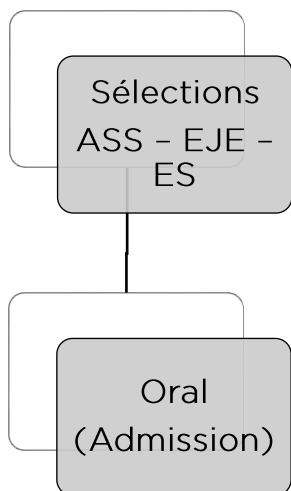 Sélections
ASS – EJE –
ES
Oral
(Admission)